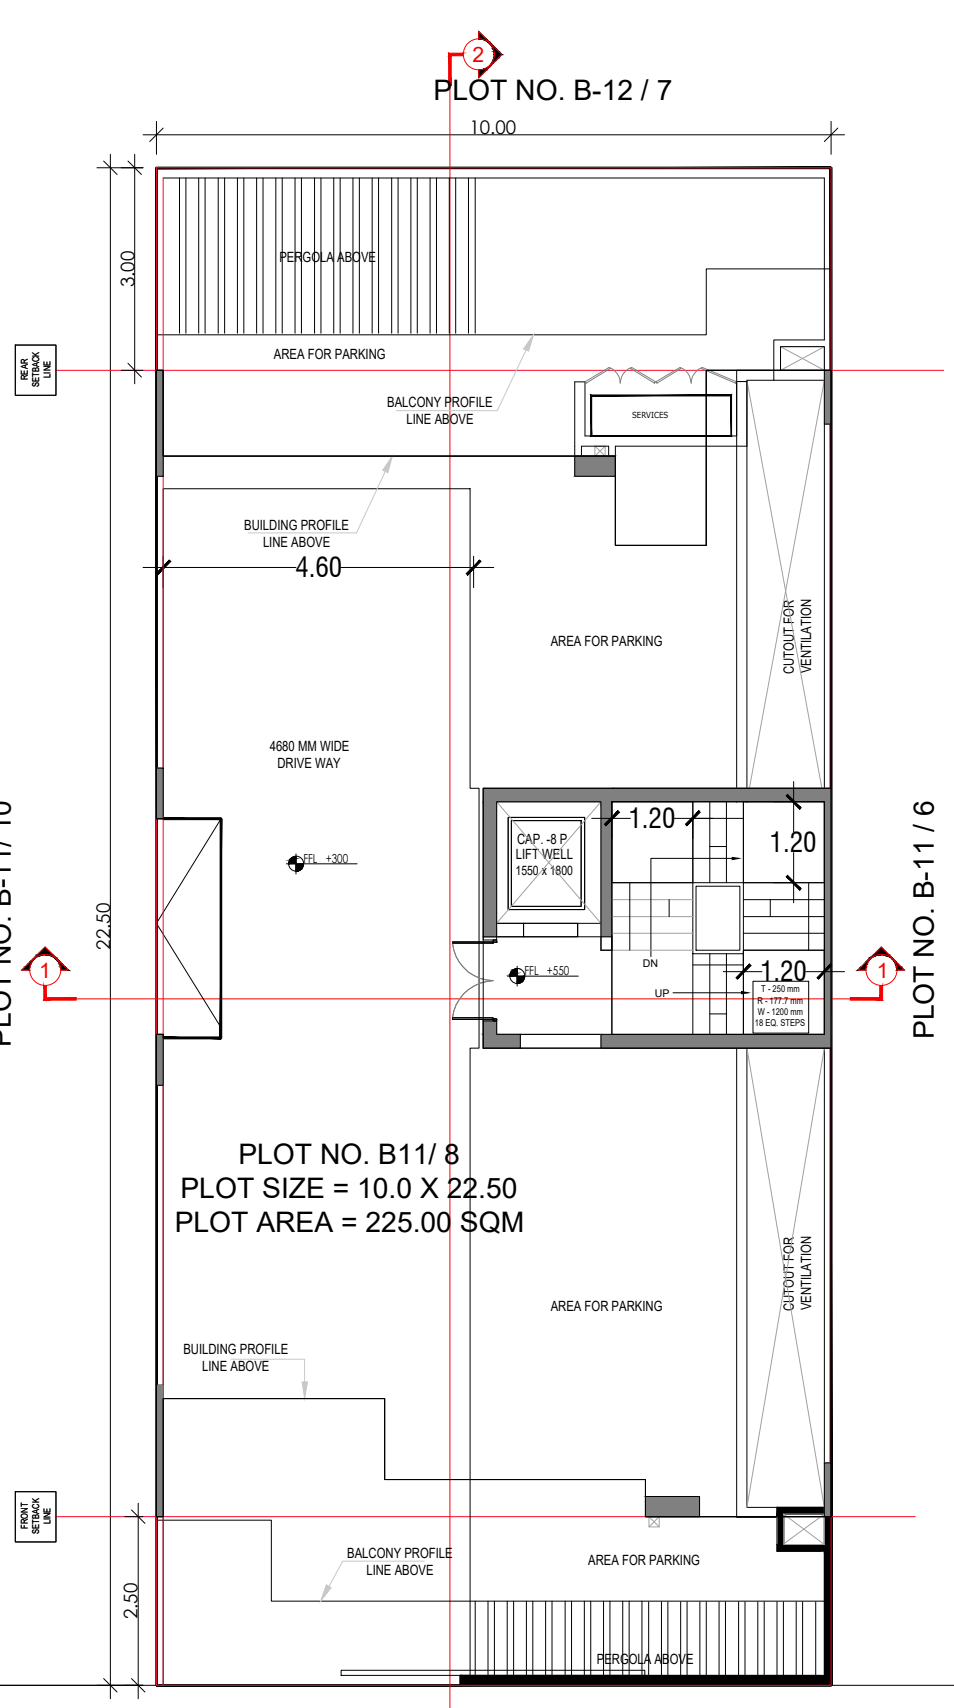 2
PLOT NO. B-12 / 7
10.00
3.00
PERGOLA ABOVE
AREA FOR PARKING
REAR
SETBACK
LINE
BALCONY PROFILE
LINE ABOVE
SERVICES
BUILDING PROFILE
LINE ABOVE
4.60
CUTOUT FOR
VENTILATION
AREA FOR PARKING
4680 MM WIDE
DRIVE WAY
1.20
1.20
CAP. -8 P
LIFT WELL
1550 x 1800
FFL +300
PLOT NO. B-11 / 6
22.50
DN
FFL +550
1.20
UP
T - 250 mm
R - 177.7 mm
W - 1200 mm
18 EQ. STEPS
1
1
PLOT NO. B-11/ 10
PLOT NO. B11/ 8
PLOT SIZE = 10.0 X 22.50
PLOT AREA = 225.00 SQM
CUTOUT FOR
VENTILATION
AREA FOR PARKING
BUILDING PROFILE
LINE ABOVE
FRONT
SETBACK
LINE
BALCONY PROFILE
LINE ABOVE
AREA FOR PARKING
2.50
PERGOLA ABOVE